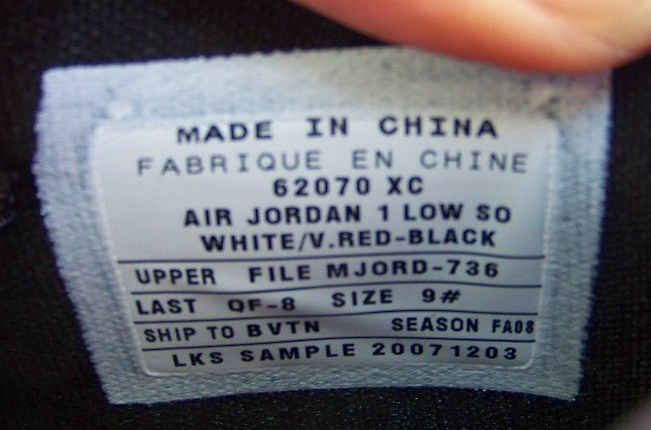 MADE IN CHINA
FABRIQUE EN CHINE
62070 XC
AIR JORDAN 1 LOW SO
WHITE/V.RED-BLACK
UPPER FILE MJORD-736
LAST QF-8 SIZE 9#
SHIP TO BVTN SEASON FA08
LKS SAMPLE 20071203